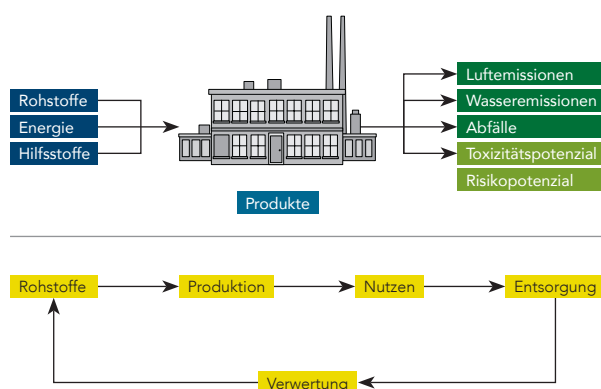 Rohstoffe
Energie
Hilfsstoffe
Produkte
Luftemissionen
Wasseremissionen
Abfälle
Toxizitätspotenzial
Risikopotenzial
Rohstoffe
Produktion
Nutzen
Entsorgung
Verwertung